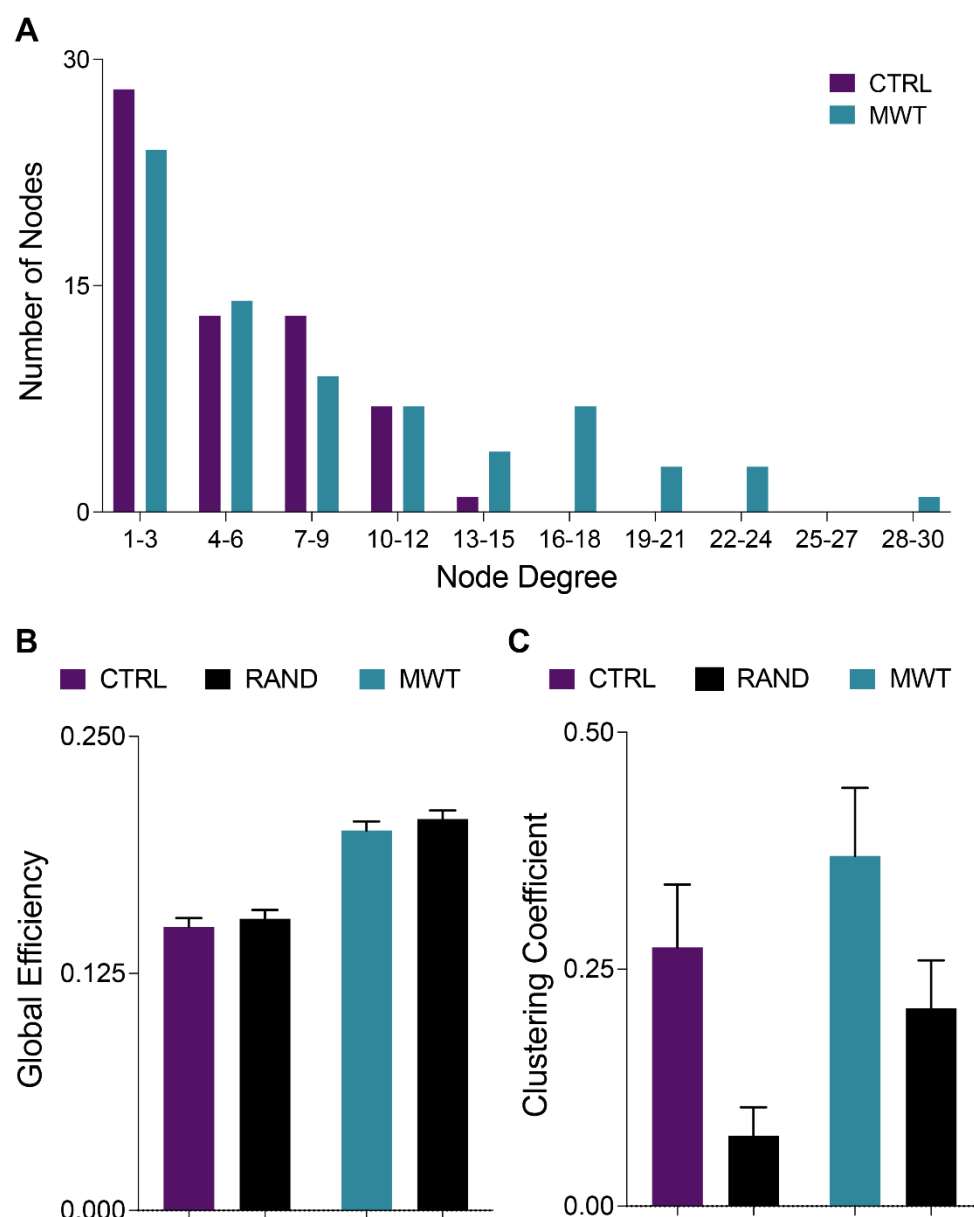 A
30
CTRL
MWT
Number of Nodes
15
0
1-3 4-6 7-9 10-12 13-15 16-18 19-21 22-24 25-27 28-30
Node Degree
B
CTRL RAND MWT
0.250
Global Efficiency
0.125
0.000
C
CTRL RAND MWT
0.50
Clustering Coefficient
0.25
0.00